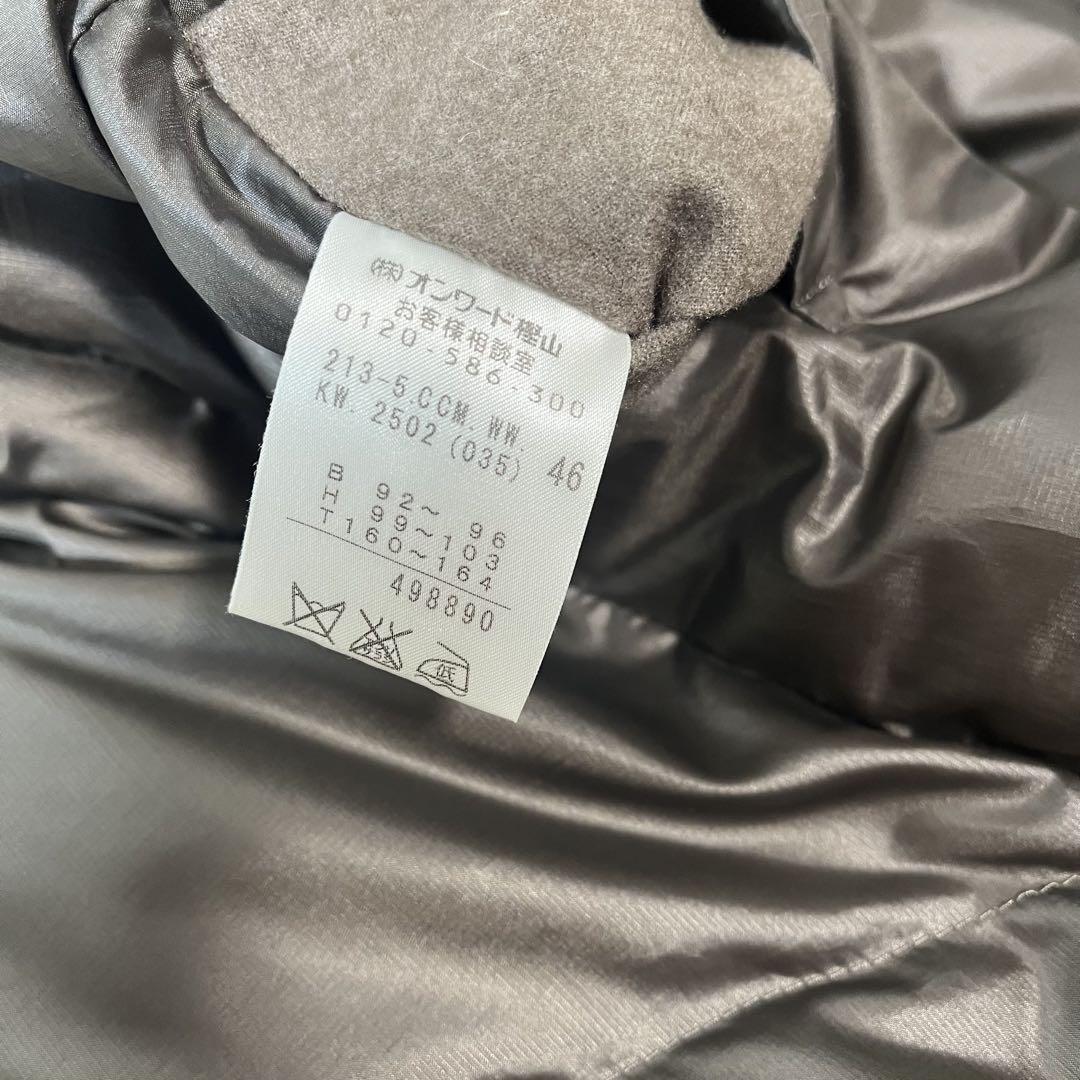 (株)オンワード樫山
お客様相談室
0120-586-300
213-5.CCM.WW.
KW.2502(035) 46
B 92～ 96
H 99～103
T160～164
498890
低